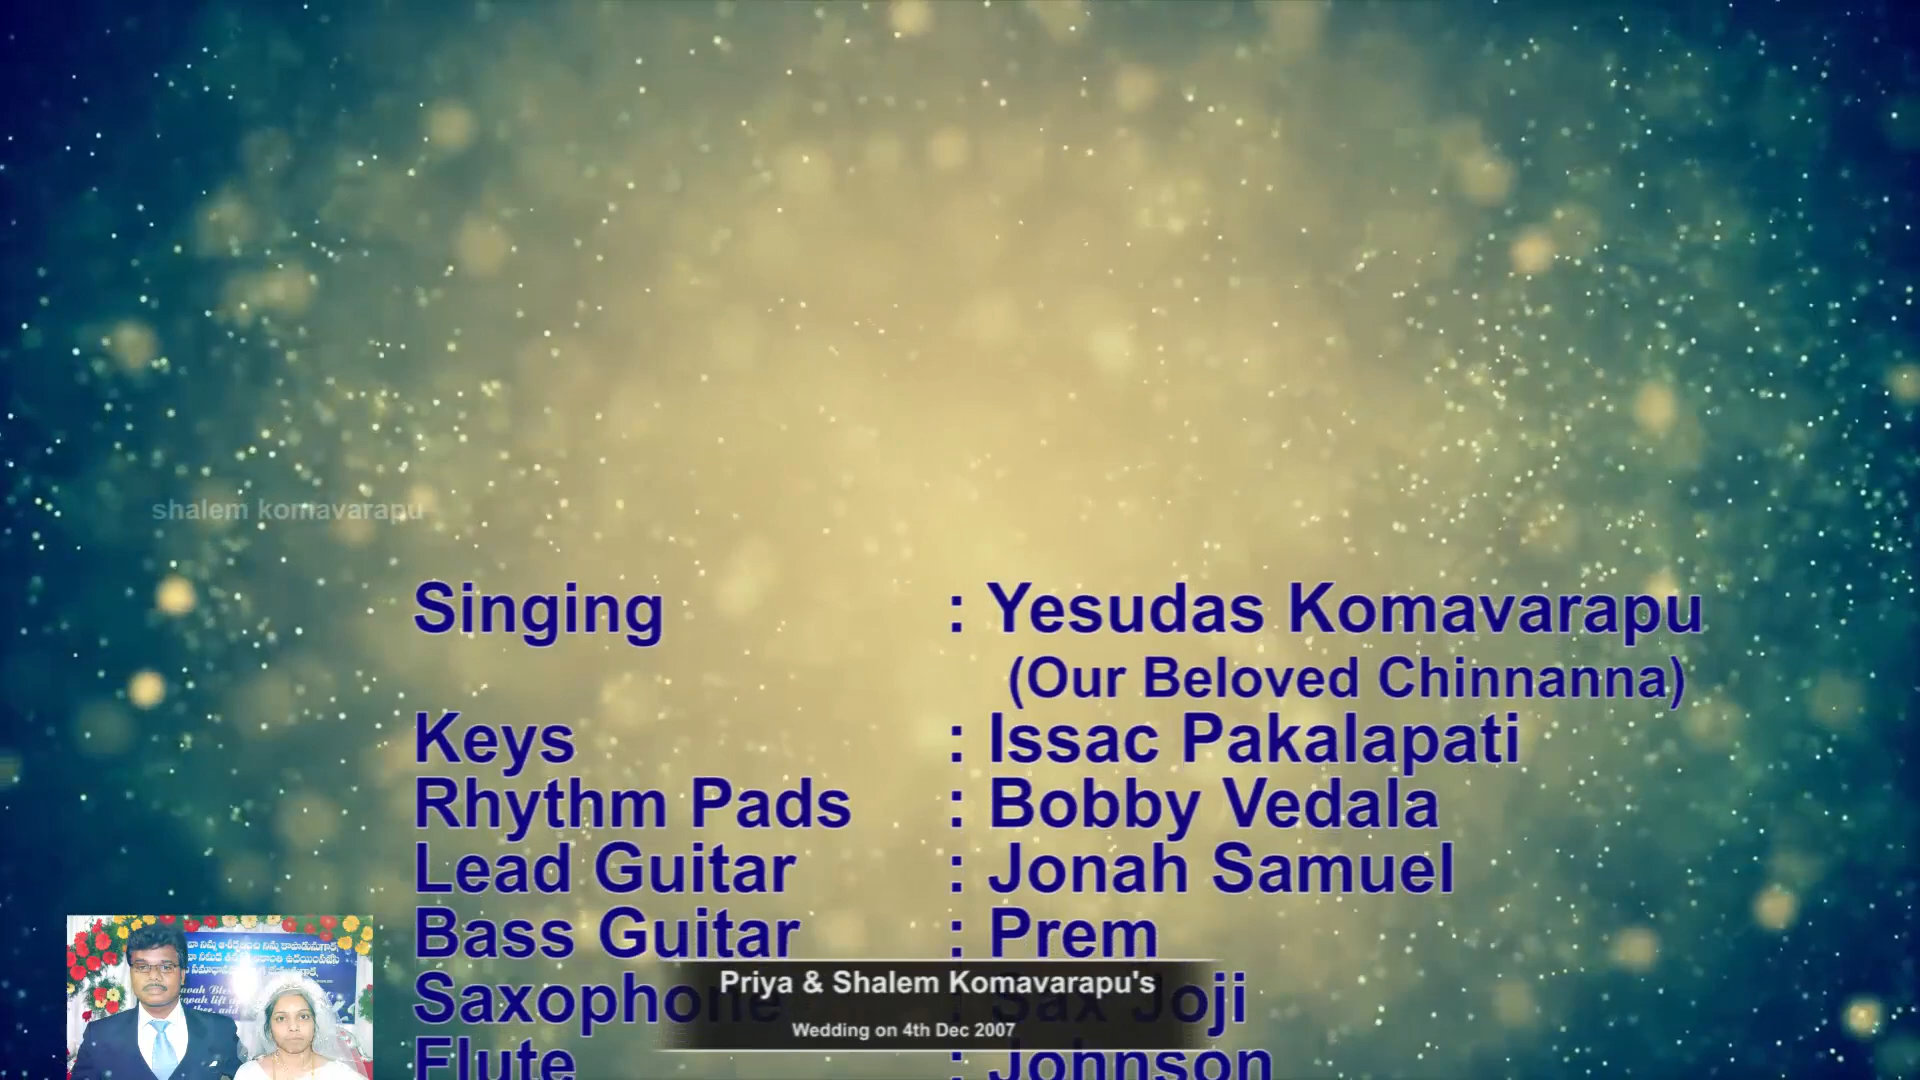 shalem komavarapu
Singing : Yesudas Komavarapu
(Our Beloved Chinnanna)
Keys : Issac Pakalapati
Rhythm Pads : Bobby Vedala
Lead Guitar : Jonah Samuel
Bass Guitar : Prem
Saxophone : Sax Joji
Priya & Shalem Komavarapu's
Wedding on 4th Dec 2007
Flute : Johnson